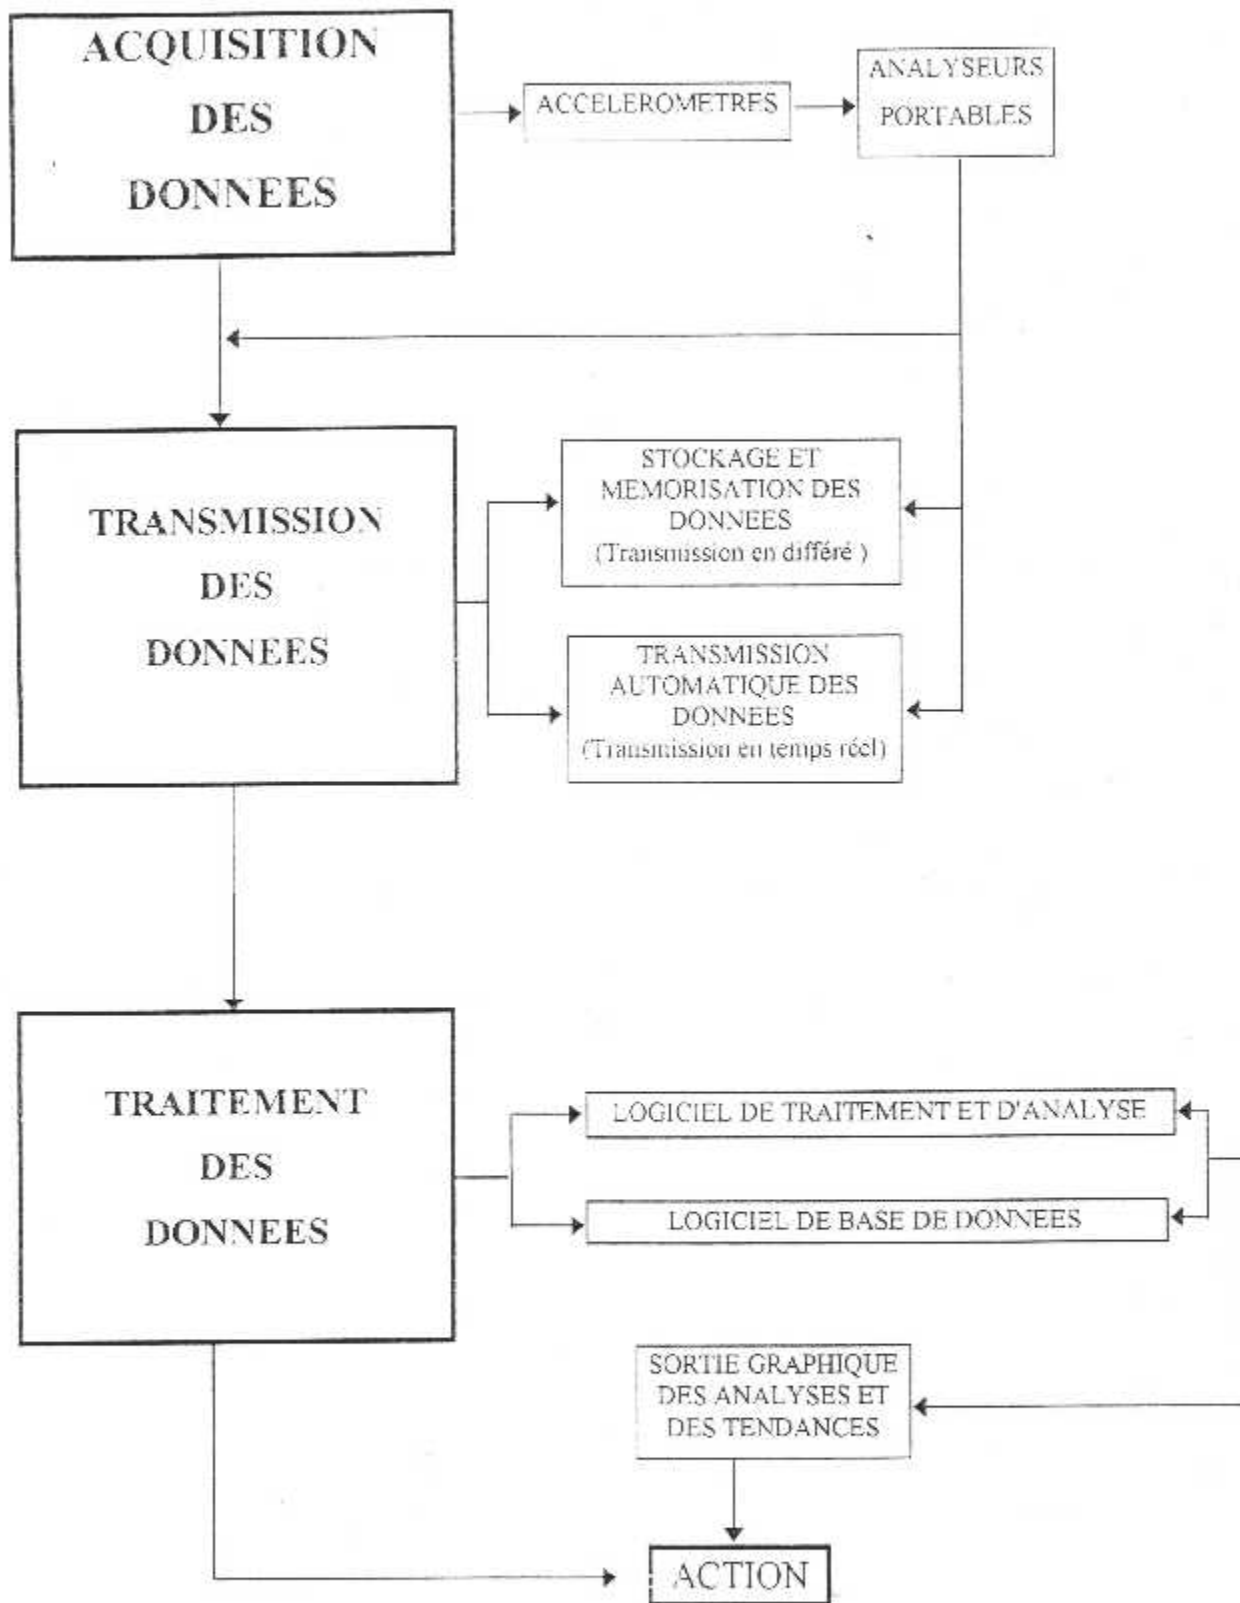 ACQUISITION
DES
DONNEES
ACCELEROMETRES
ANALYSEURS
PORTABLES
TRANSMISSION
DES
DONNEES
STOCKAGE ET
MEMORISATION DES
DONNEES
(Transmission en différé )
TRANSMISSION
AUTOMATIQUE DES
DONNEES
(Transmission en temps réel)
TRAITEMENT
DES
DONNEES
LOGICIEL DE TRAITEMENT ET D'ANALYSE
LOGICIEL DE BASE DE DONNEES
SORTIE GRAPHIQUE
DES ANALYSES ET
DES TENDANCES
ACTION